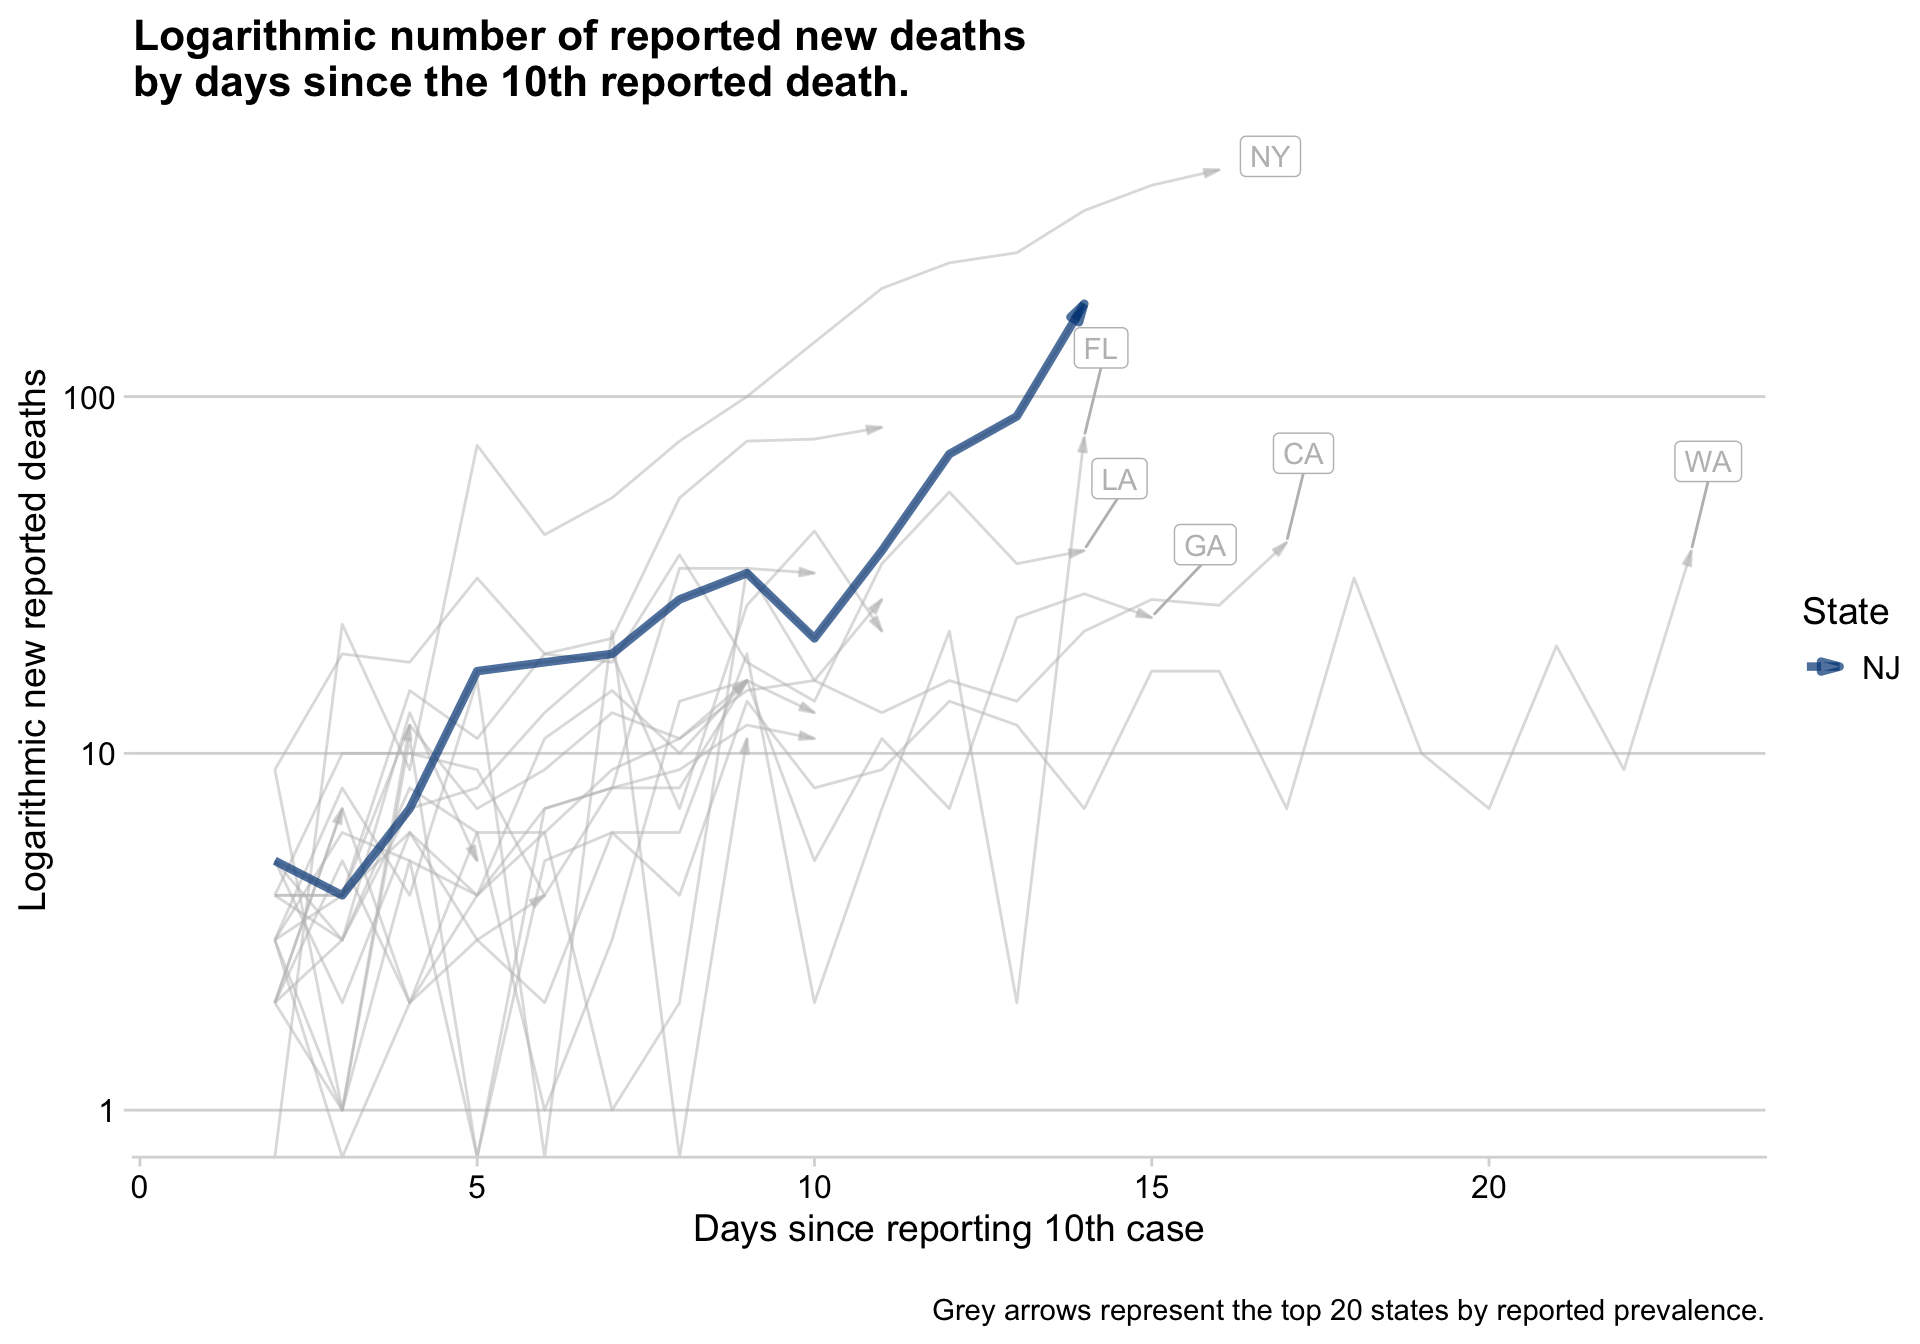 Logarithmic number of reported new deaths
by days since the 10th reported death.
NY
FL
100
CA
WA
LA
GA
Logarithmic new reported deaths
State
NJ
10
1
0 5 10 15 20
Days since reporting 10th case
Grey arrows represent the top 20 states by reported prevalence.